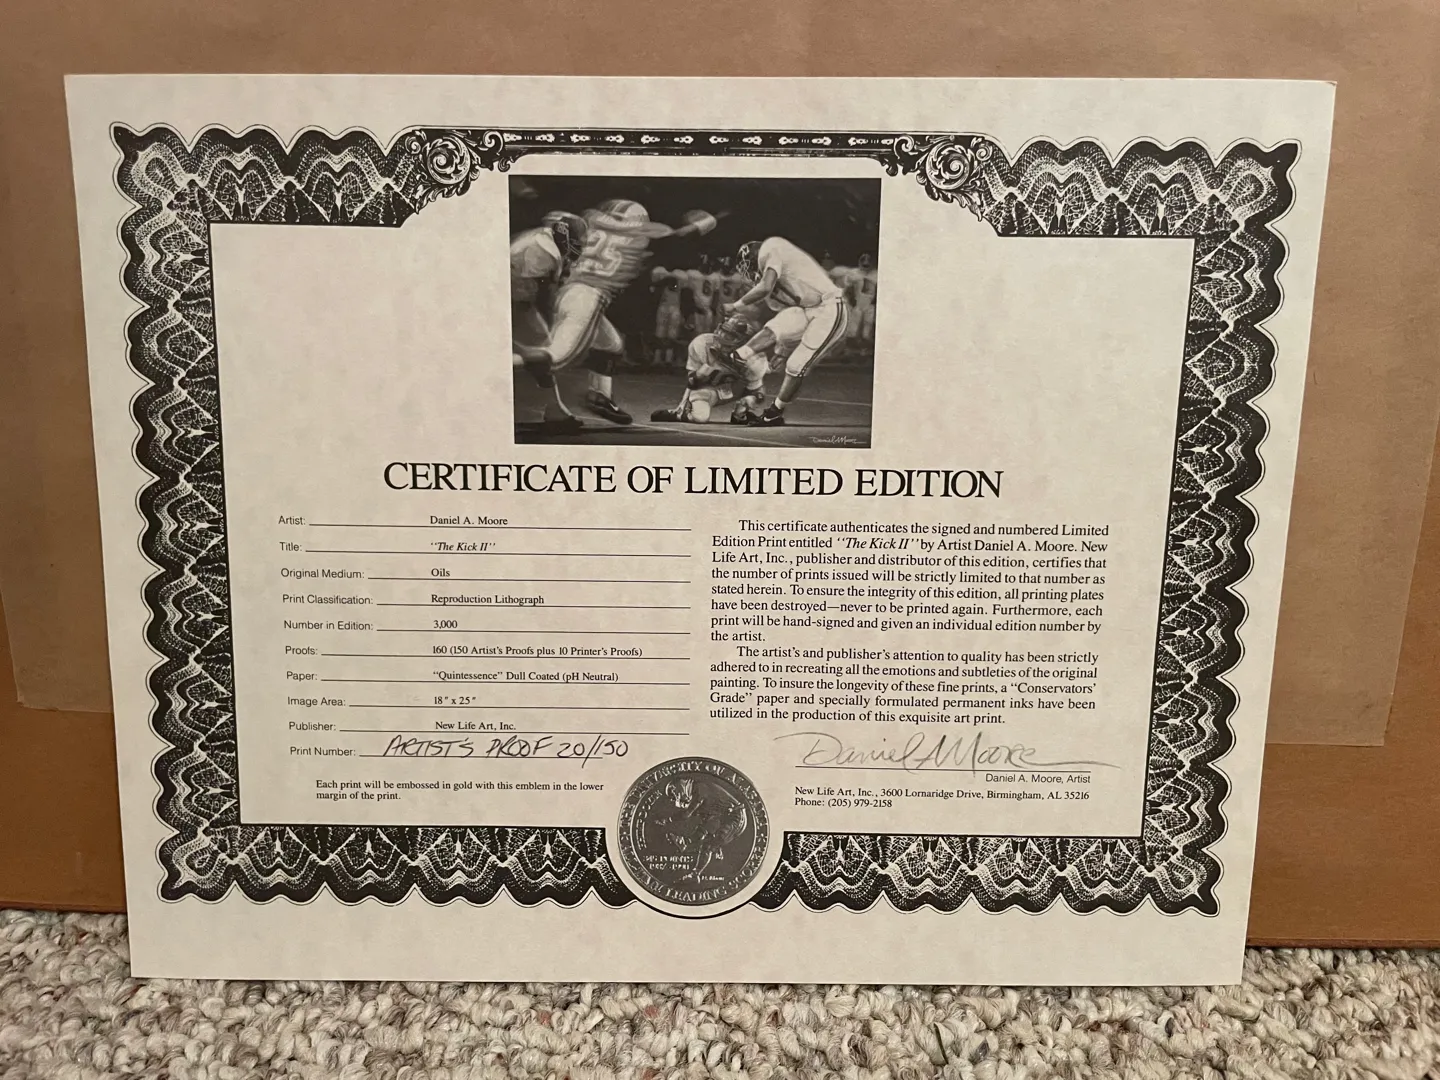 25
Daniel A Moore
CERTIFICATE OF LIMITED EDITION
Artist: Daniel A. Moore
Title: "The Kick II"
Original Medium: Oils
Print Classification: Reproduction Lithograph
Number in Edition: 3,000
Proofs: 160 (150 Artist's Proofs plus 10 Printer's Proofs)
Paper: "Quintessence" Dull Coated (pH Neutral)
Image Area: 18" x 25"
Publisher: New Life Art, Inc.
Print Number: ARTIST'S PROOF 20/150
Each print will be embossed in gold with this emblem in the lower
margin of the print.
This certificate authenticates the signed and numbered Limited
Edition Print entitled "The Kick II" by Artist Daniel A. Moore. New
Life Art, Inc., publisher and distributor of this edition, certifies that
the number of prints issued will be strictly limited to that number as
stated herein. To ensure the integrity of this edition, all printing plates
have been destroyed—never to be printed again. Furthermore, each
print will be hand-signed and given an individual edition number by
the artist.
The artist's and publisher's attention to quality has been strictly
adhered to in recreating all the emotions and subtleties of the original
painting. To insure the longevity of these fine prints, a "Conservators'
Grade" paper and specially formulated permanent inks have been
utilized in the production of this exquisite art print.
Daniel A Moore
Daniel A. Moore, Artist
New Life Art, Inc., 3600 Lornaridge Drive, Birmingham, AL 35216
Phone: (205) 979-2158
UNIVERSITY OF ALABAMA
POINTS
LEADING